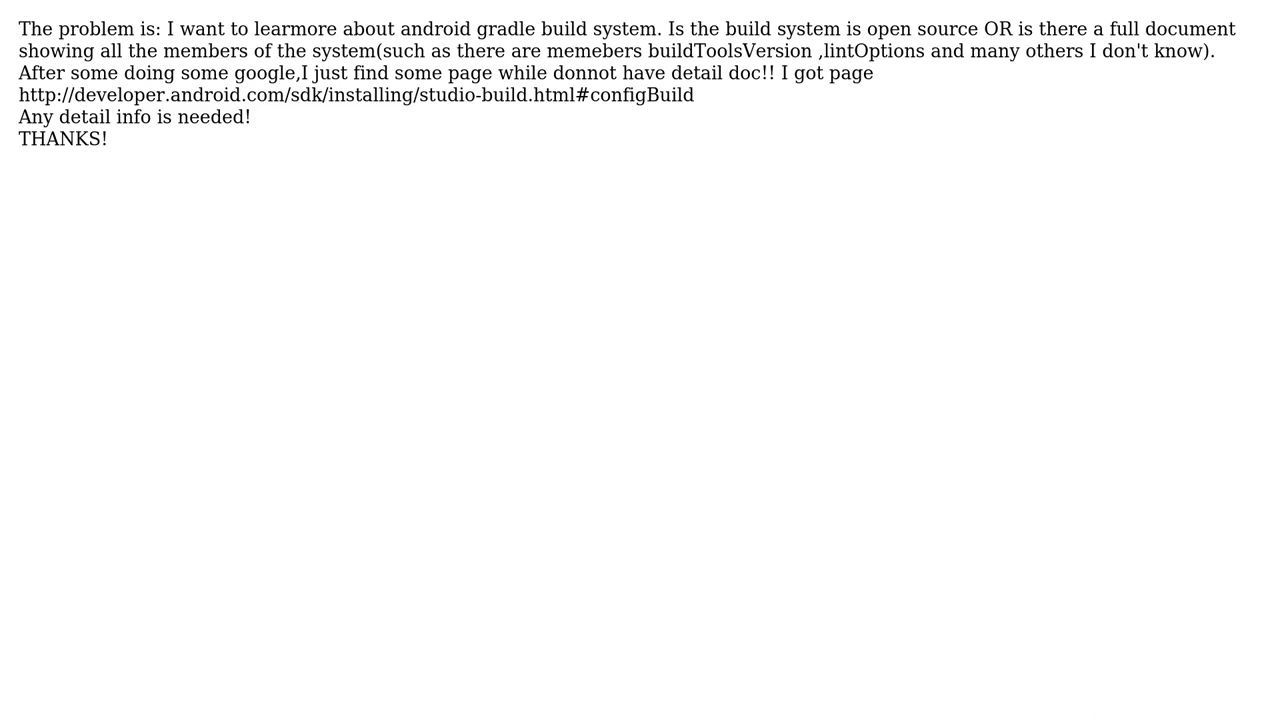 The problem is: I want to learmore about android gradle build system. Is the build system is open source OR is there a full document
showing all the members of the system(such as there are memebers buildToolsVersion ,lintOptions and many others I don't know).
After some doing some google,I just find some page while donnot have detail doc!! I got page
http://developer.android.com/sdk/installing/studio-build.html#configBuild
Any detail info is needed!
THANKS!